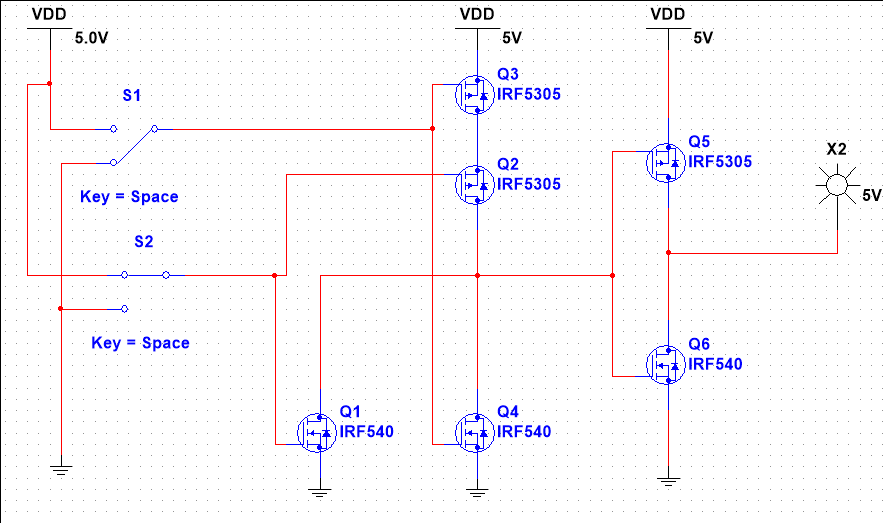 VDD
5.0V
S1
Key = Space
S2
Key = Space
VDD
5V
Q3
IRF5305
Q2
IRF5305
Q1
IRF540
Q4
IRF540
VDD
5V
Q5
IRF5305
Q6
IRF540
X2
5V